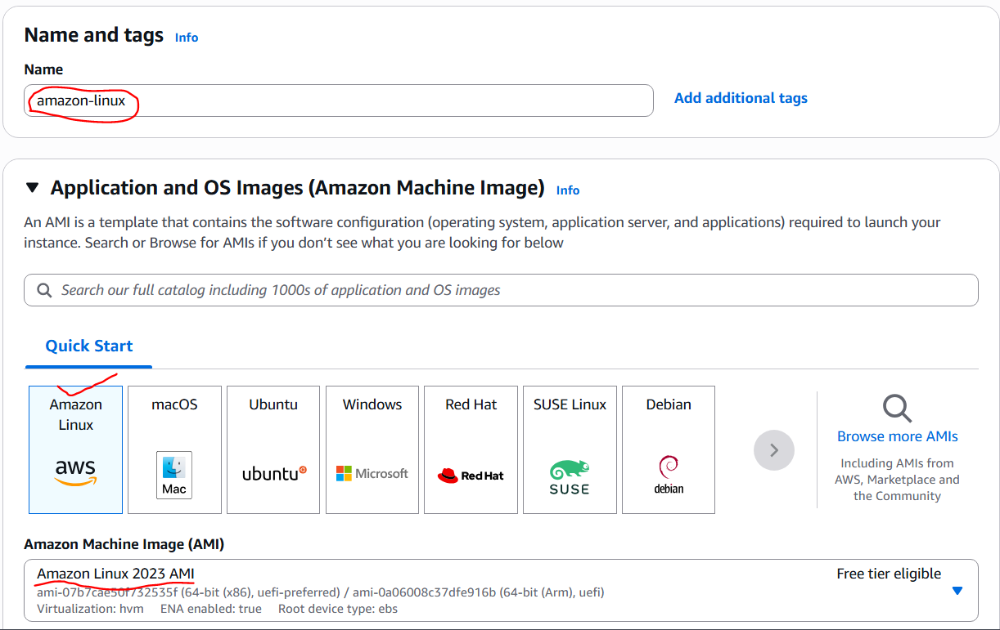 Name and tags Info
Name
amazon-linux
Add additional tags
Application and OS Images (Amazon Machine Image) Info
An AMI is a template that contains the software configuration (operating system, application server, and applications) required to launch your
instance. Search or Browse for AMIs if you don’t see what you are looking for below
Search our full catalog including 1000s of application and OS images
Quick Start
Amazon
Linux
aws
macOS
Mac
Ubuntu
ubuntu
Windows
Microsoft
Red Hat
Red Hat
SUSE Linux
SUSE
Debian
debian
Browse more AMIs
Including AMIs from
AWS, Marketplace and
the Community
Amazon Machine Image (AMI)
Amazon Linux 2023 AMI
Free tier eligible
ami-07b7cae50f732535f (64-bit (x86), uefi-preferred) / ami-0a06008c37dfe916b (64-bit (Arm), uefi)
Virtualization: hvm ENA enabled: true Root device type: ebs